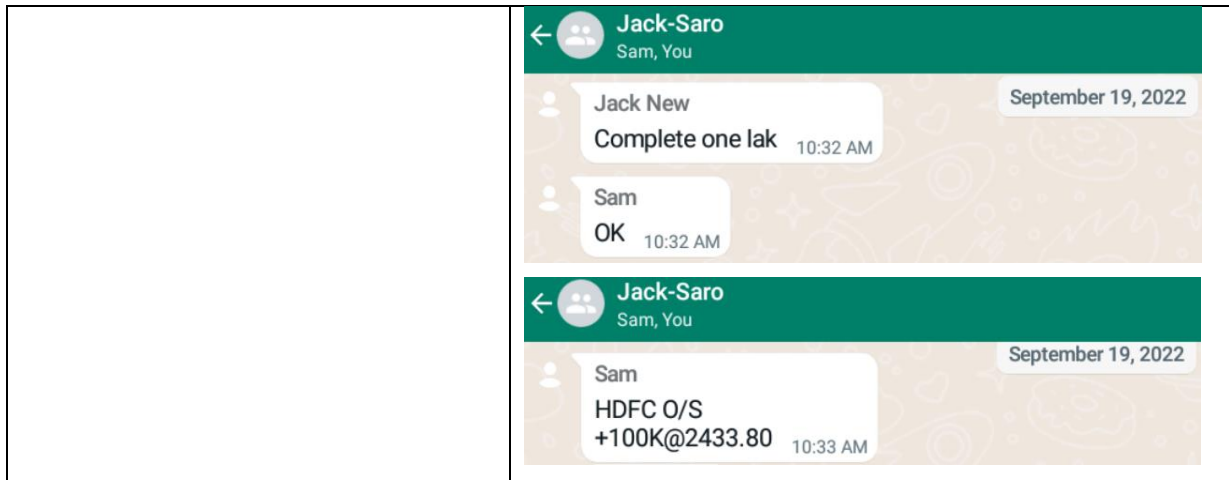 Jack-Saro
Sam, You
September 19, 2022
Jack New
Complete one lak 10:32 AM
Sam
OK 10:32 AM
Jack-Saro
Sam, You
September 19, 2022
Sam
HDFC O/S
+100K@2433.80 10:33 AM